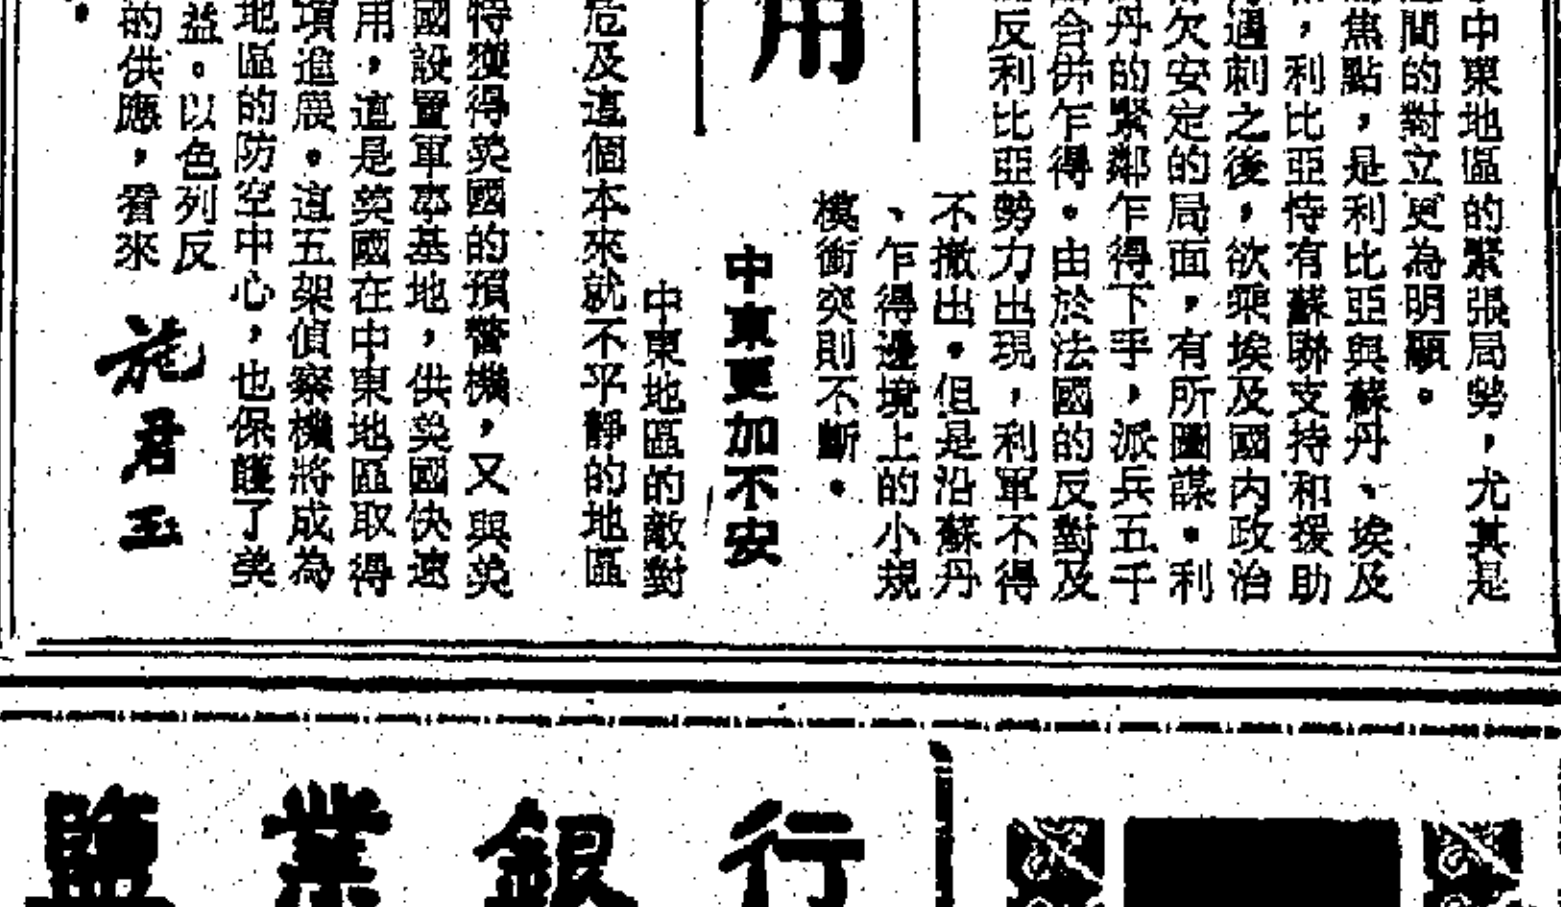 中東地區的緊張局勢，尤其是
間的對立更為明顯。
焦點，是利比亞與蘇丹、埃及
，利比亞恃有蘇聯支持和援助
遇刺之後，欲乘埃及國內政治
欠安定的局面，有所圖謀。利
丹的緊鄰乍得下手，派兵五千
合併乍得。由於法國的反對及
反利比亞勢力出現，利軍不得
不撤出。但是沿蘇丹
、乍得邊境上的小規
模衝突則不斷。
用
中東更加不安
中東地區的敵對
危及這個本來就不平靜的地區
特獲得美國的預警機，又與美
國設置軍事基地，供美國快速
用，這是美國在中東地區取得
項進展。這五架偵察機將成為
地區的防空中心，也保護了美
益。以色列反
的供應，看來
施君玉
鹽業銀行